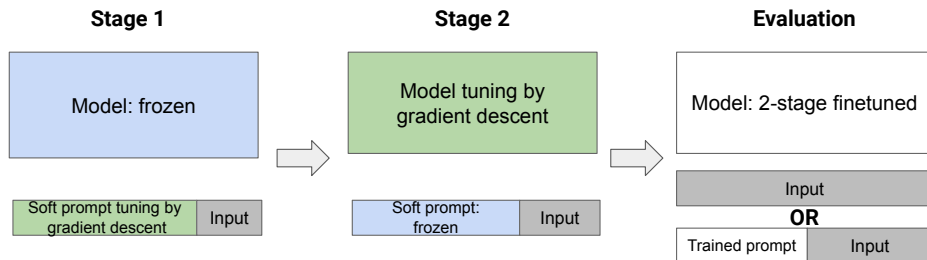 Stage 1
Stage 2
Evaluation
Model: frozen
Model tuning by
gradient descent
Model: 2-stage finetuned
Soft prompt tuning by
gradient descent
Input
Soft prompt:
frozen
Input
Input
OR
Trained prompt
Input